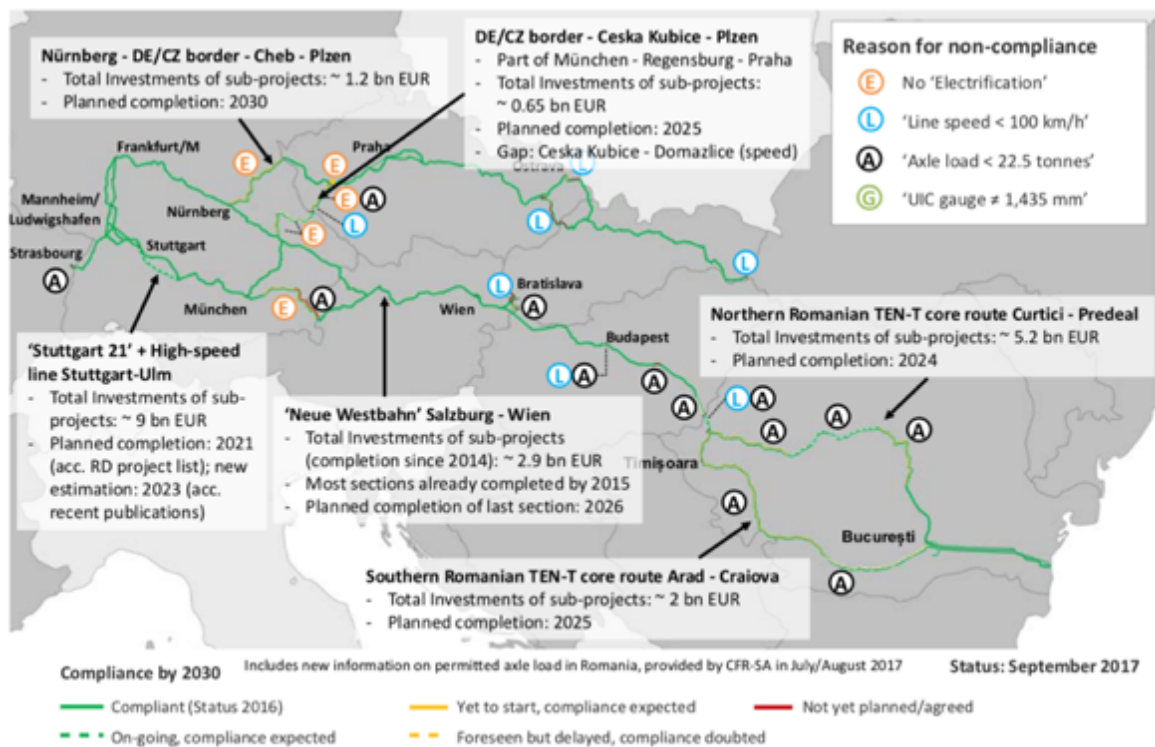 Nürnberg - DE/CZ border - Cheb - Plzen
- Total Investments of sub-projects: ~ 1.2 bn EUR
- Planned completion: 2030
DE/CZ border - Ceska Kubice - Plzen
- Part of München - Regensburg - Praha
- Total Investments of sub-projects:
~ 0.65 bn EUR
- Planned completion: 2025
- Gap: Ceska Kubice - Domazlice (speed)
Reason for non-compliance
E No 'Electrification'
L 'Line speed < 100 km/h'
A 'Axle load < 22.5 tonnes'
G 'UIC gauge ≠ 1,435 mm'
Frankfurt/M
E
E
Praha
Ostrava
L
Mannheim/
Ludwigshafen
Nürnberg
E
A
L
E
L
Strasbourg
A
Stuttgart
L
München
E
A
Wien
L
Bratislava
A
Budapest
L
A
A
A
L
A
A
A
A
Timișoara
A
București
A
Northern Romanian TEN-T core route Curtici - Predeal
- Total Investments of sub-projects: ~ 5.2 bn EUR
- Planned completion: 2024
'Stuttgart 21' + High-speed
line Stuttgart-Ulm
- Total Investments of sub-
projects: ~ 9 bn EUR
- Planned completion: 2021
(acc. RD project list); new
estimation: 2023 (acc.
recent publications)
'Neue Westbahn' Salzburg - Wien
- Total Investments of sub-projects
(completion since 2014): ~ 2.9 bn EUR
- Most sections already completed by 2015
- Planned completion of last section: 2026
Southern Romanian TEN-T core route Arad - Craiova
- Total Investments of sub-projects: ~ 2 bn EUR
- Planned completion: 2025
Compliance by 2030
Includes new information on permitted axle load in Romania, provided by CFR-SA in July/August 2017
Status: September 2017
Compliant (Status 2016)
Yet to start, compliance expected
Not yet planned/agreed
On-going, compliance expected
Foreseen but delayed, compliance doubted